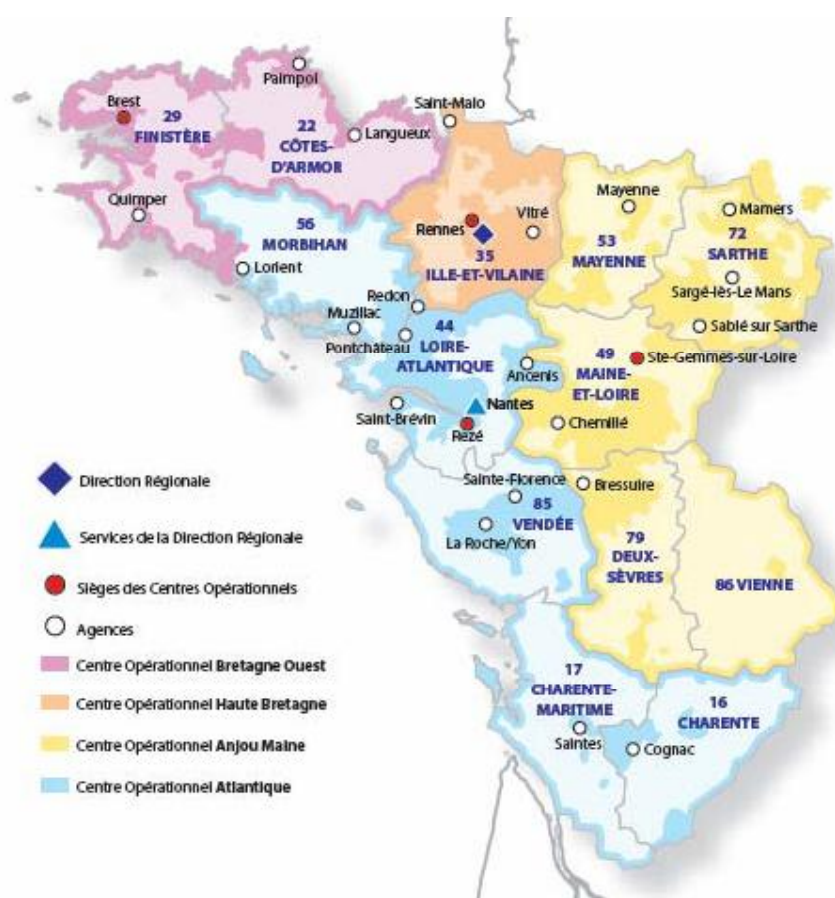 Paimpol
Saint-Malo
Brest
29
FINISTÈRE
22
CÔTES-
D'ARMOR
Langueux
Quimper
56
MORBIHAN
Lorient
Rennes
Vitré
35
ILLE-ET-VILAINE
Mayenne
53
MAYENNE
Mamers
72
SARTHE
Sargé-lès-Le Mans
Sablé sur Sarthe
Redon
Muzillac
Pontchâteau
44
LOIRE-
ATLANTIQUE
Ancenis
49
MAINE-
ET-LOIRE
Ste-Gemmes-sur-Loire
Chemillé
Saint-Brévin
Nantes
Rezé
Sainte-Florence
85
VENDÉE
La Roche/Yon
Bressuire
79
DEUX-
SÈVRES
86 VIENNE
17
CHARENTE-
MARITIME
Saintes
16
CHARENTE
Cognac
Direction Régionale
Services de la Direction Régionale
Sièges des Centres Opérationnels
Agences
Centre Opérationnel Bretagne Ouest
Centre Opérationnel Haute Bretagne
Centre Opérationnel Anjou Maine
Centre Opérationnel Atlantique